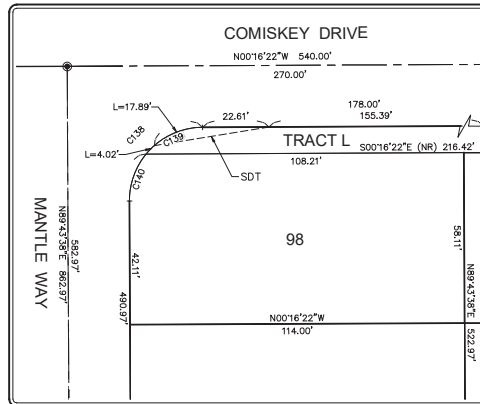 COMISKEY DRIVE
N00°16'22"W 540.00'
270.00'
L=17.89'
22.61'
178.00'
155.39'
C138
C139
TRACT L
S00°16'22"E (NR) 216.42'
L=4.02'
108.21'
SDT
C140
MANTLE WAY
N89°43'38"E 862.97'
582.97'
98
42.11'
490.97'
58.11'
N89°43'38"E
522.97'
N00°16'22"W
114.00'